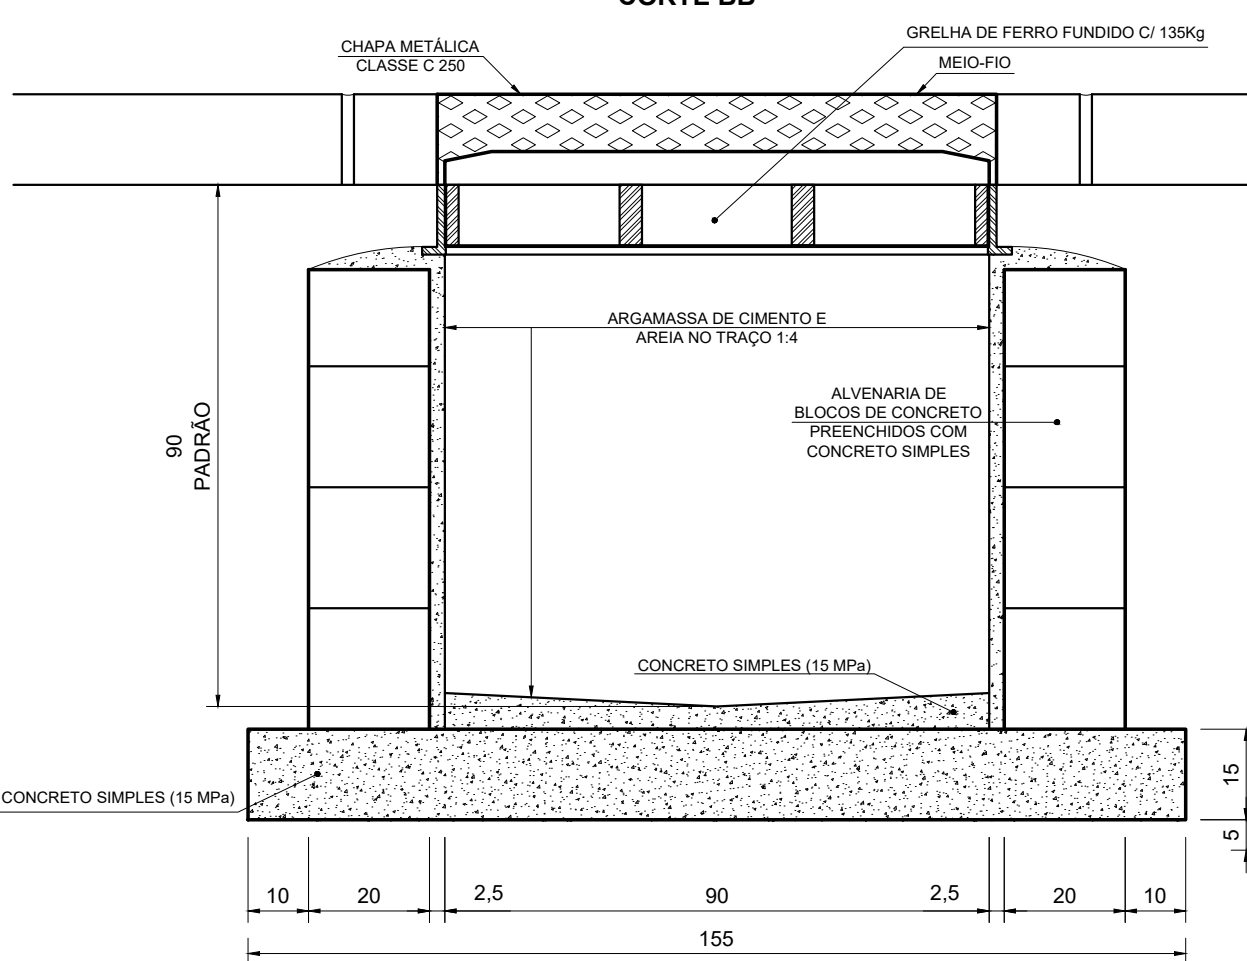 CORTE BB
GRELHA DE FERRO FUNDIDO C/ 135Kg
CHAPA METÁLICA
CLASSE C 250
MEIO-FIO
ARGAMASSA DE CIMENTO E
AREIA NO TRAÇO 1:4
ALVENARIA DE
BLOCOS DE CONCRETO
PREENCHIDOS COM
CONCRETO SIMPLES
90
PADRÃO
CONCRETO SIMPLES (15 MPa)
CONCRETO SIMPLES (15 MPa)
15
5
10
20
2,5
90
2,5
20
10
155